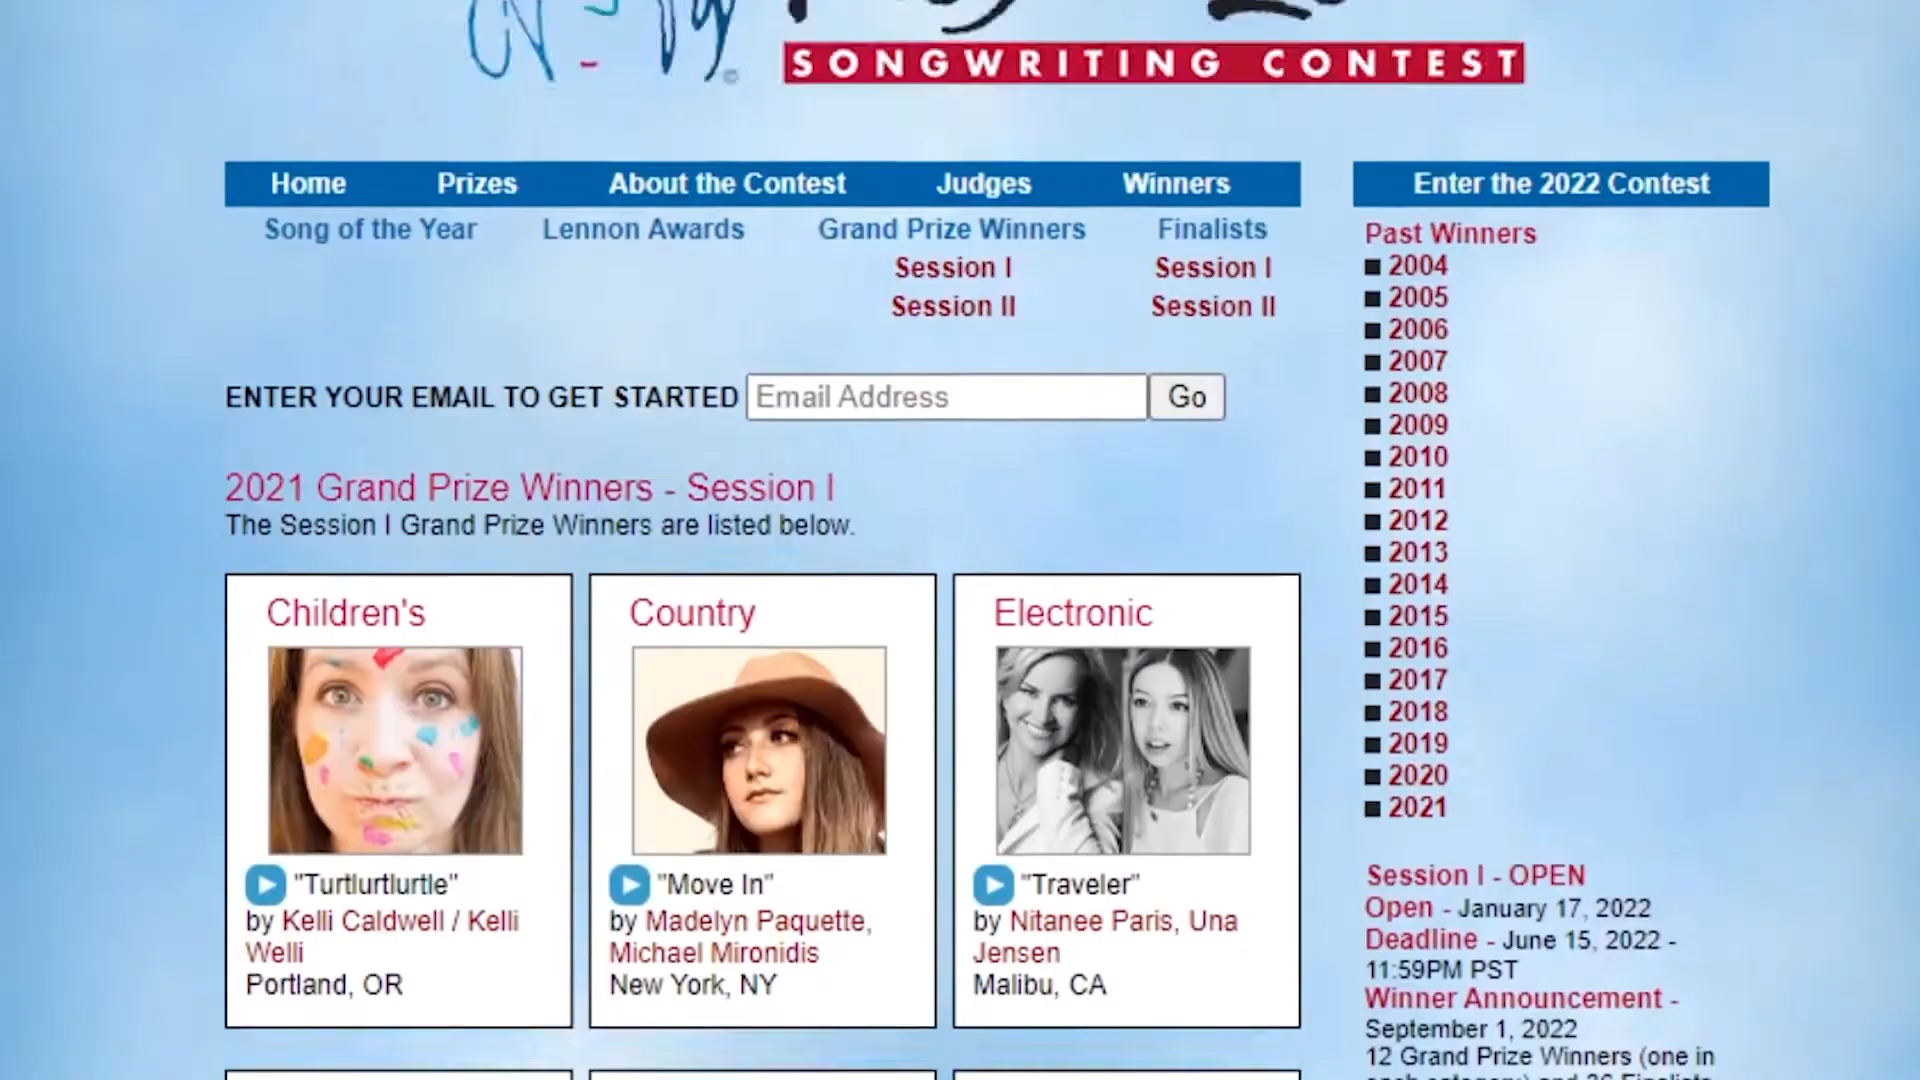 SONGWRITING CONTEST
Home Prizes About the Contest Judges Winners
Song of the Year Lennon Awards Grand Prize Winners Finalists
Session I Session I
Session II Session II
ENTER YOUR EMAIL TO GET STARTED Email Address Go
2021 Grand Prize Winners - Session I
The Session I Grand Prize Winners are listed below.
Children's
"Turtlurtlurtle"
by Kelli Caldwell / Kelli
Welli
Portland, OR
Country
"Move In"
by Madelyn Paquette,
Michael Mironidis
New York, NY
Electronic
"Traveler"
by Nitanee Paris, Una
Jensen
Malibu, CA
Enter the 2022 Contest
Past Winners
2004
2005
2006
2007
2008
2009
2010
2011
2012
2013
2014
2015
2016
2017
2018
2019
2020
2021
Session I - OPEN
Open - January 17, 2022
Deadline - June 15, 2022 -
11:59PM PST
Winner Announcement -
September 1, 2022
12 Grand Prize Winners (one in